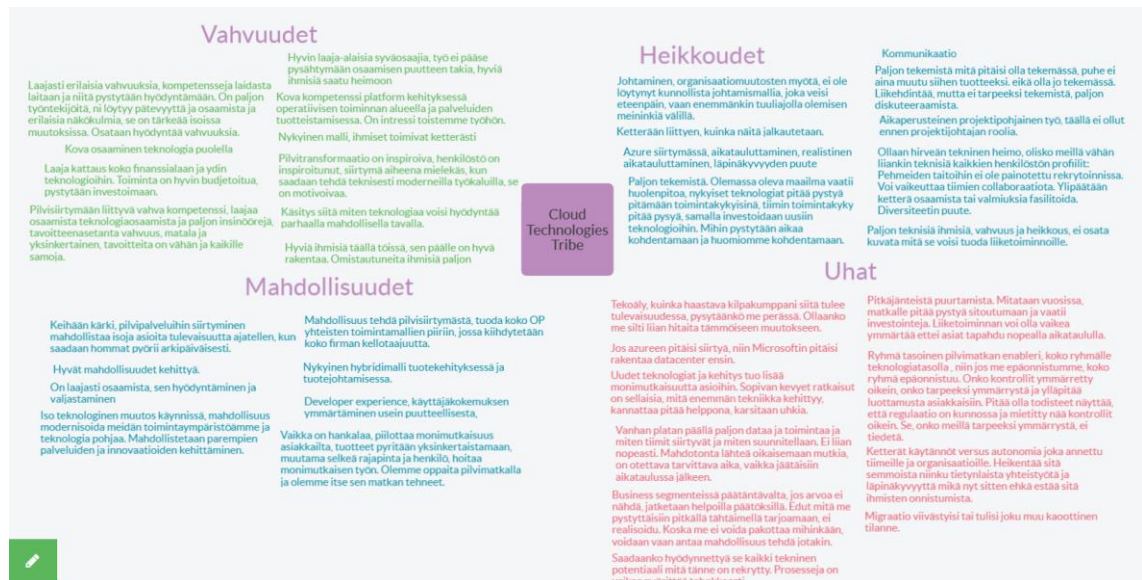 Vahvuudet
Laajasti erilaisia vahvuuksia, kompetensseja laidasta
laitaan ja niitä pystytään hyödyntämään. On paljon
työntekijöitä, ni löytyy pätevyyttä ja osaamista ja
erilaisia näkökulmia, se on tärkeää isoissa
muutoksissa. Osataan hyödyntää vahvuuksia.
Kova osaaminen teknologia puolella
Laaja kattaus koko finanssialaan ja ydin
teknologioihin. Toiminta on hyvin budjetoitua,
pystytään investoimaan.
Pilvisiirtymään liittyvä vahva kompetenssi, laajaa
osaamista teknologiaosaamista ja paljon insinöörejä,
tavoitteenasetanta vahvuus, matala ja
yksinkertainen, tavoitteita on vähän ja kaikille
samoja.
Hyvin laaja-alaisia syväosaajia, työ ei pääse
pysähtymään osaamisen puutteen takia, hyviä
ihmisiä saatu heimoon
Kova kompetenssi platform kehityksessä
operatiivisen toiminnan alueella ja palveluiden
tuotteistamisessa. On intressi toistemme työhön.
Nykyinen malli, ihmiset toimivat ketterästi
Pilvitransformaatio on inspiroiva, henkilöstö on
inspiroitunut, siirtymä aiheena mielekäs, kun
saadaan tehdä teknisesti moderneilla työkaluilla, se
on motivoivaa.
Käsitys siitä miten teknologiaa voisi hyödyntää
parhaalla mahdollisella tavalla.
Hyviä ihmisiä täällä töissä, sen päälle on hyvä
rakentaa. Omistautuneita ihmisiä paljon
Heikkoudet
Johtaminen, organisaatiomuutosten myötä, ei ole
löytynyt kunnollista johtamismallia, joka veisi
eteenpäin, vaan enemmänkin tuuliajolla olemisen
meininkiä välillä.
Ketterään liittyen, kuinka näitä jalkautetaan.
Azure siirtymässä, aikatauluttaminen, realistinen
aikatauluttaminen, läpinäkyvyyden puute
Paljon tekemistä. Olemassa oleva maailma vaatii
huolenpitoa, nykyiset teknologiat pitää pystyä
pitämään toimintakykyisinä, tiimin toimintakyky
pitää pysyä, samalla investoidaan uusiin
teknologioihin. Mihin pystytään aikaa
kohdentamaan ja huomiomme kohdentamaan.
Kommunikaatio
Paljon tekemistä mitä pitäisi olla tekemässä, puhe ei
aina muutu siihen tuotteeksi. eikä olla jo tekemässä.
Liikehdintää, mutta ei tarpeeksi tekemistä, paljon
diskuteeraamista.
Aikaperusteinen projektipohjainen työ, täällä ei ollut
ennen projektijohtajan roolia.
Ollaan hirveän tekninen heimo, olisko meillä vähän
liiankin teknisiä kaikkien henkilöstön profiilit:
Pehmeiden taitoihin ei ole painotettu rekrytoinnissa.
Voi vaikeuttaa tiimien collaboraatiota. Ylipäätään
ketterä osaamista tai valmiuksia fasilitoida.
Diversiteetin puute.
Paljon teknisiä ihmisiä, vahvuus ja heikkous, ei osata
kuvata mitä se voisi tuoda liiketoiminnoille.
Cloud
Technologies
Tribe
Mahdollisuudet
Keihään kärki, pilvipalveluihin siirtyminen
mahdollistaa isoja asioita tulevaisuutta ajatellen, kun
saadaan hommat pyörii arkipäiväisesti.
Hyvät mahdollisuudet kehittyä.
On laajasti osaamista, sen hyödyntäminen ja
valjastaminen
Iso teknologinen muutos käynnissä, mahdollisuus
modernisoida meidän toimintaympäristöämme ja
teknologia pohjaa. Mahdollistetaan parempien
palveluiden ja innovaatioiden kehittäminen.
Mahdollisuus tehdä pilvisiirtymästä, tuoda koko OP
yhteisten toimintamallien piiriin, jossa kiihdytetään
koko firman kellotaajuutta.
Nykyinen hybridimalli tuotekehityksessä ja
tuotejohtamisessa.
Developer experience, käyttäjäkokemuksen
ymmärtäminen usein puutteellisesta,
Vaikka on hankalaa, piilottaa monimutkaisuus
asiakkailta, tuotteet pyritään yksinkertaistamaan,
muutama selkeä rajapinta ja henkilö, hoitaa
monimutkaisen työn. Olemme oppaita pilvimatkalla
ja olemme itse sen matkan tehneet.
Uhat
Tekoäly, kuinka haastava kilpakumppani siitä tulee
tulevaisuudessa, pysytäänkö me perässä. Ollaanko
me silti liian hitaita tämmöiseen muutokseen.
Jos azureen pitäisi siirtyä, niin Microsoftin pitäisi
rakentaa datacenter ensin.
Uudet teknologiat ja kehitys tuo lisää
monimutkaisuutta asioihin. Sopivan kevyet ratkaisut
on sellaisia, mitä enemmän tekniikka kehittyy,
kannattaa pitää helppona, karsitaan uhkia.
Vanhan platan päällä paljon dataa ja toimintaa ja
miten tiimit siirtyvät ja miten suunnitellaan. Ei liian
nopeasti. Mahdotonta lähteä oikaisemaan mutkia,
on otettava tarvittava aika, vaikka jäätäisiin
aikataulussa jälkeen.
Business segmenteissä päätäntävalta, jos arvoa ei
nähdä, jatketaan helpoilla päätöksillä. Edut mitä me
pystyttäisiin pitkällä tähtäimellä tarjoamaan, ei
realisoidu. Koska me ei voida pakottaa mihinkään,
voidaan vaan antaa mahdollisuus tehdä jotakin.
Saadaanko hyödynnettyä se kaikki tekninen
potentiaali mitä tänne on rekrytty. Prosesseja on
Pitkäjänteistä puurtamista. Mitataan vuosissa,
matkalle pitää pystyä sitoutumaan ja vaatii
investointeja. Liiketoiminnan voi olla vaikea
ymmärtää ettei asiat tapahdu nopealla aikataululla.
Ryhmä tasoinen pilvimatkan enableri, koko ryhmälle
teknologiatasolla , niin jos me epäonnistumme, koko
ryhmä epäonnistuu. Onko kontrollit ymmärretty
oikein, onko tarpeeksi ymmärrystä ja ylläpitää
luottamusta asiakkaisiin. Pitää olla todisteet näyttää,
että regulaatio on kunnossa ja mietitty nää kontrollit
oikein. Se, onko meillä tarpeeksi ymmärrystä, ei
tiedetä.
Ketterät käytännöt versus autonomia joka annettu
tiimeille ja organisaatioille. Heikentää sitä
semmoista niinku tietynlaista yhteistyötä ja
läpinäkyvyyttä mikä nyt sitten ehkä estää sitä
ihmisten onnistumista.
Migraatio viivästyisi tai tulisi joku muu kaoottinen
tilanne.